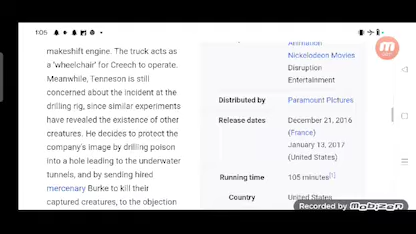 1:05
makeshift engine. The truck acts as
a 'wheelchair' for Creech to operate.
Meanwhile, Tenneson is still
concerned about the incident at the
drilling rig, since similar experiments
have revealed the existence of other
creatures. He decides to protect the
company's image by drilling poison
into a hole leading to the underwater
tunnels, and by sending hired
mercenary Burke to kill their
captured creatures, to the objection
Animation
Nickelodeon Movies
Disruption
Entertainment
Distributed by Paramount Pictures
Release dates December 21, 2016
(France)
January 13, 2017
(United States)
Running time 105 minutes[1]
Country United States
Recorded by Mobizen